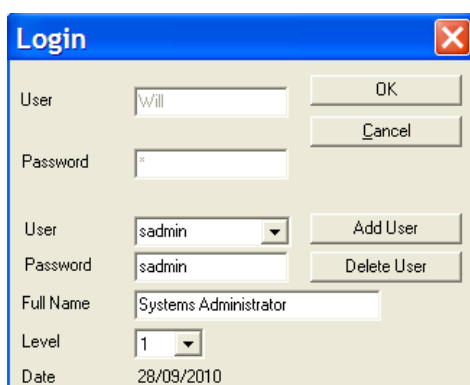 Login
User Will OK
Cancel
Password *
User sadmin Add User
Password sadmin Delete User
Full Name Systems Administrator
Level 1
Date 28/09/2010